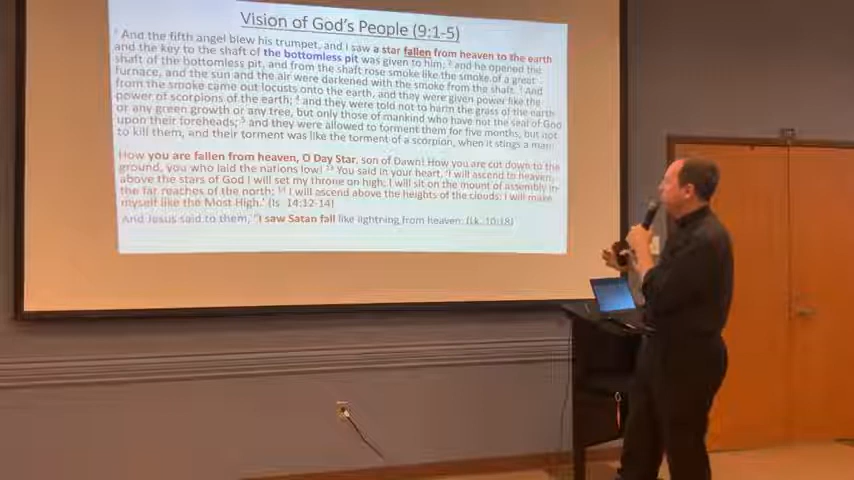 Vision of God's People (9:1-5)
1 And the fifth angel blew his trumpet, and I saw a star fallen from heaven to the earth
and the key to the shaft of the bottomless pit was given to him; 2 and he opened the
shaft of the bottomless pit, and from the shaft rose smoke like the smoke of a great
furnace, and the sun and the air were darkened with the smoke from the shaft. 3 And
from the smoke came out locusts onto the earth, and they were given power like the
power of scorpions of the earth; 4 and they were told not to harm the grass of the earth
or any green growth or any tree, but only those of mankind who have not the seal of God
upon their foreheads; 5 and they were allowed to torment them for five months, but not
to kill them, and their torment was like the torment of a scorpion, when it stings a man.
How you are fallen from heaven, O Day Star, son of Dawn! How you are cut down to the
ground, you who laid the nations low! 13 You said in your heart, 'I will ascend to heaven,
above the stars of God I will set my throne on high; I will sit on the mount of assembly in
the far reaches of the north; 14 I will ascend above the heights of the clouds; I will make
myself like the Most High.' (Is 14:12-14)
And Jesus said to them, "I saw Satan fall like lightning from heaven. (Lk. 10:18)